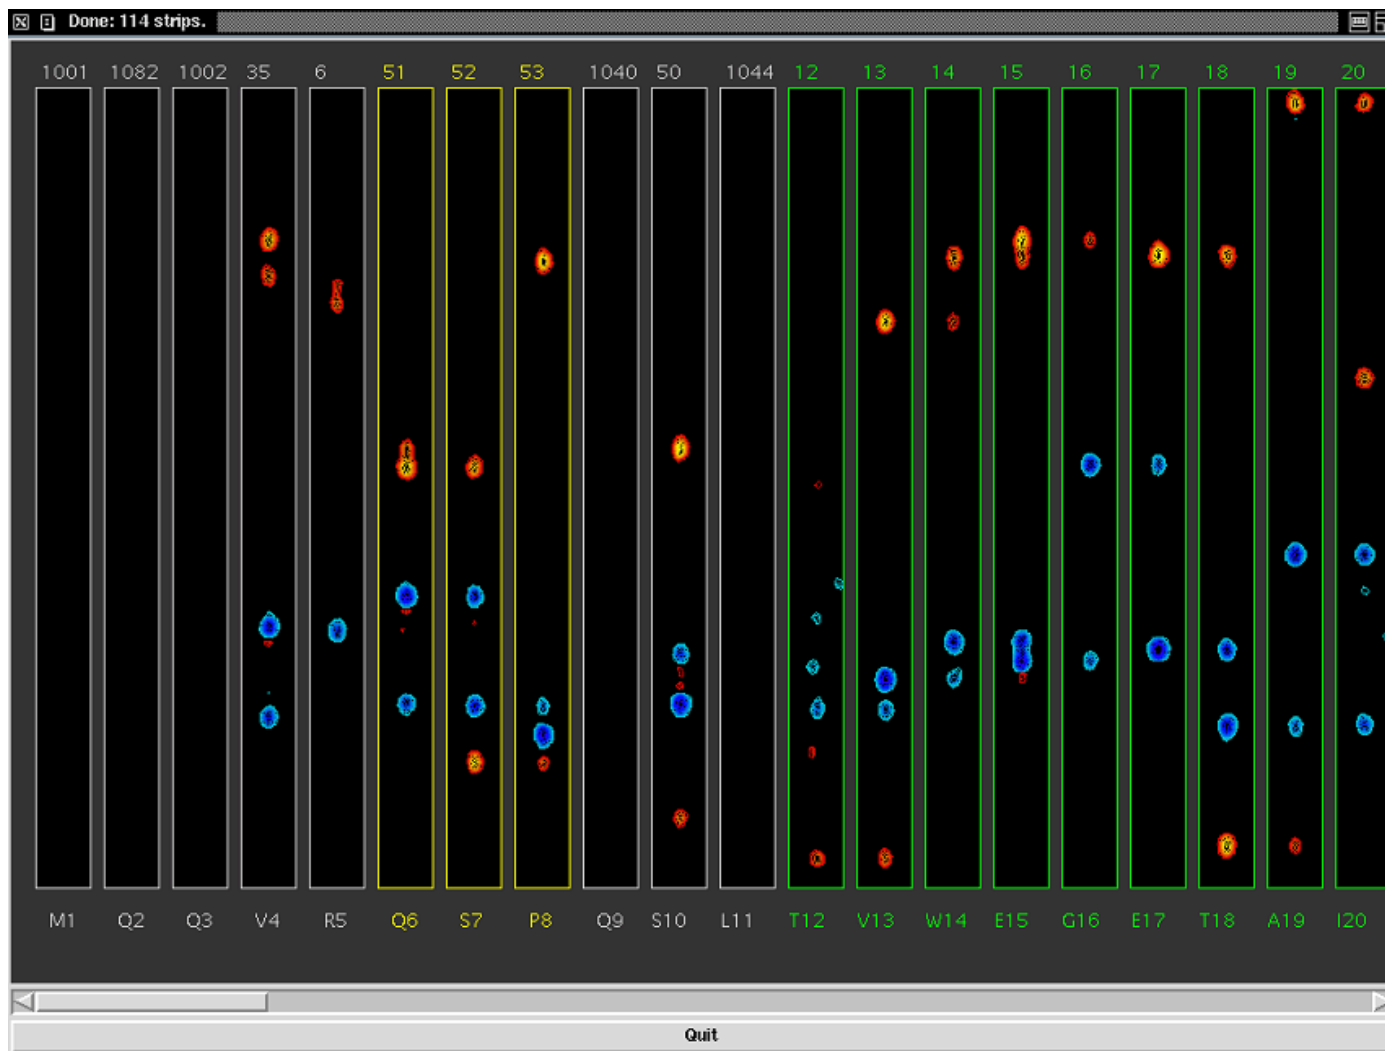 Done: 114 strips.
1001 1082 1002 35 6 51 52 53 1040 50 1044 12 13 14 15 16 17 18 19 20
M1 Q2 Q3 V4 R5 Q6 S7 P8 Q9 S10 L11 T12 V13 W14 E15 G16 E17 T18 A19 I20
Quit